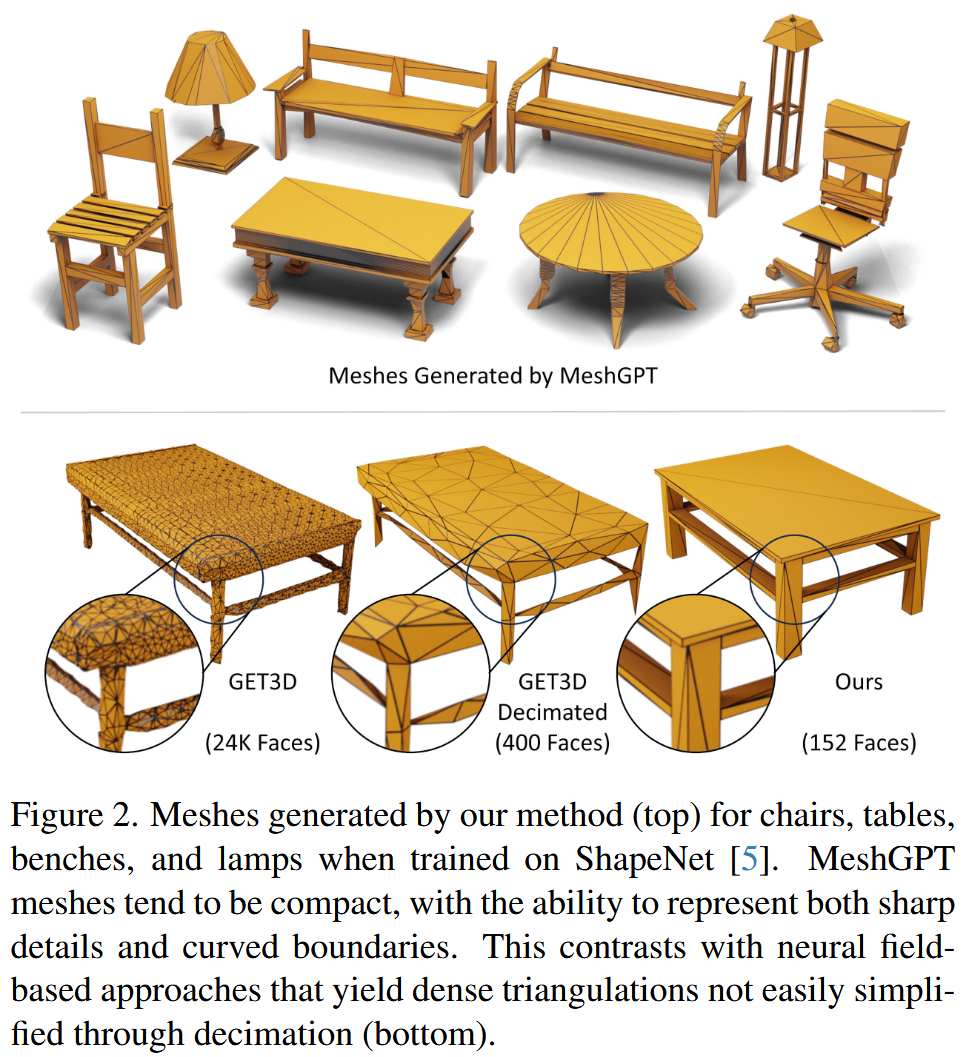 Meshes Generated by MeshGPT
GET3D
(24K Faces)
GET3D
Decimated
(400 Faces)
Ours
(152 Faces)
Figure 2. Meshes generated by our method (top) for chairs, tables,
benches, and lamps when trained on ShapeNet [5]. MeshGPT
meshes tend to be compact, with the ability to represent both sharp
details and curved boundaries. This contrasts with neural field-
based approaches that yield dense triangulations not easily simpli-
fied through decimation (bottom).